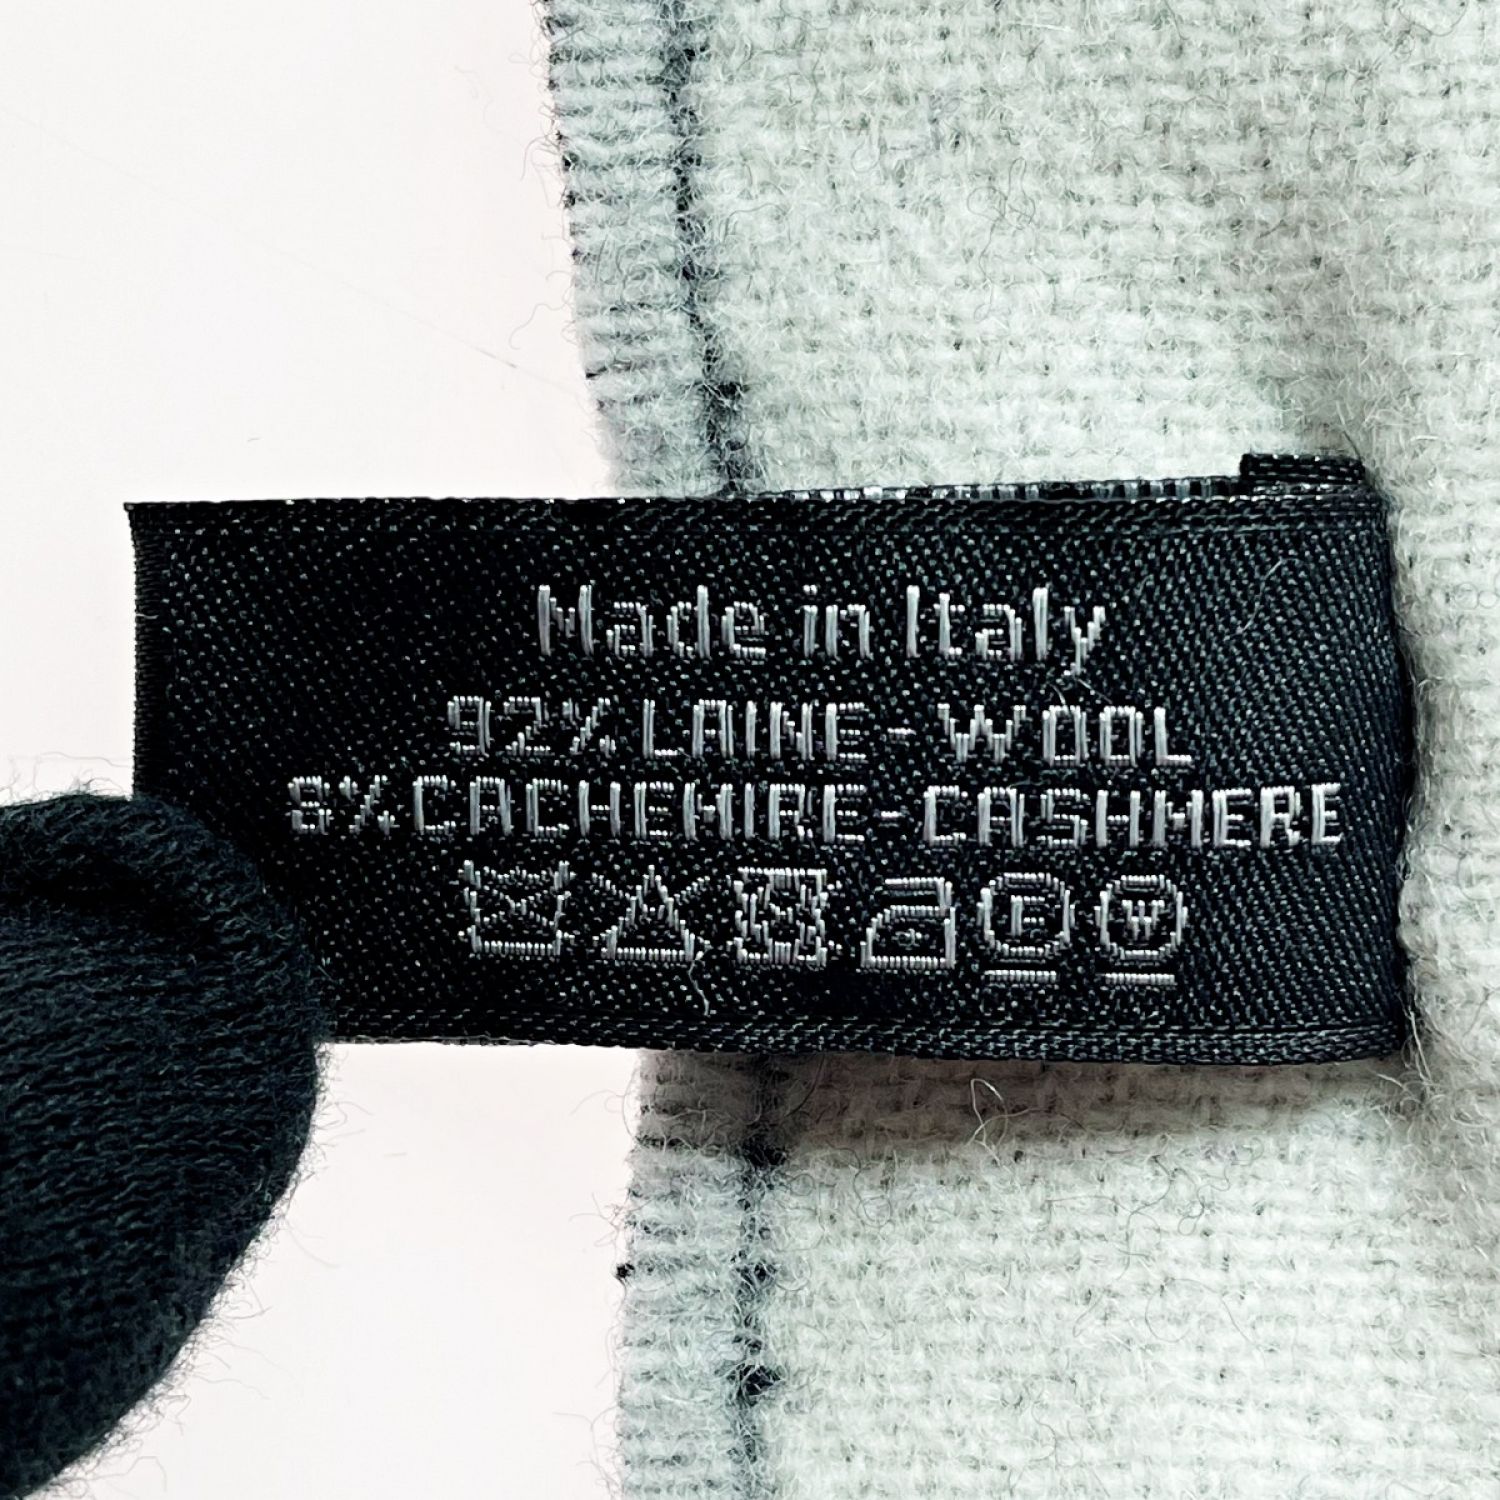 Made in Italy
92% LAINE - WOOL
8% CACHEMIRE - CASHMERE
F W